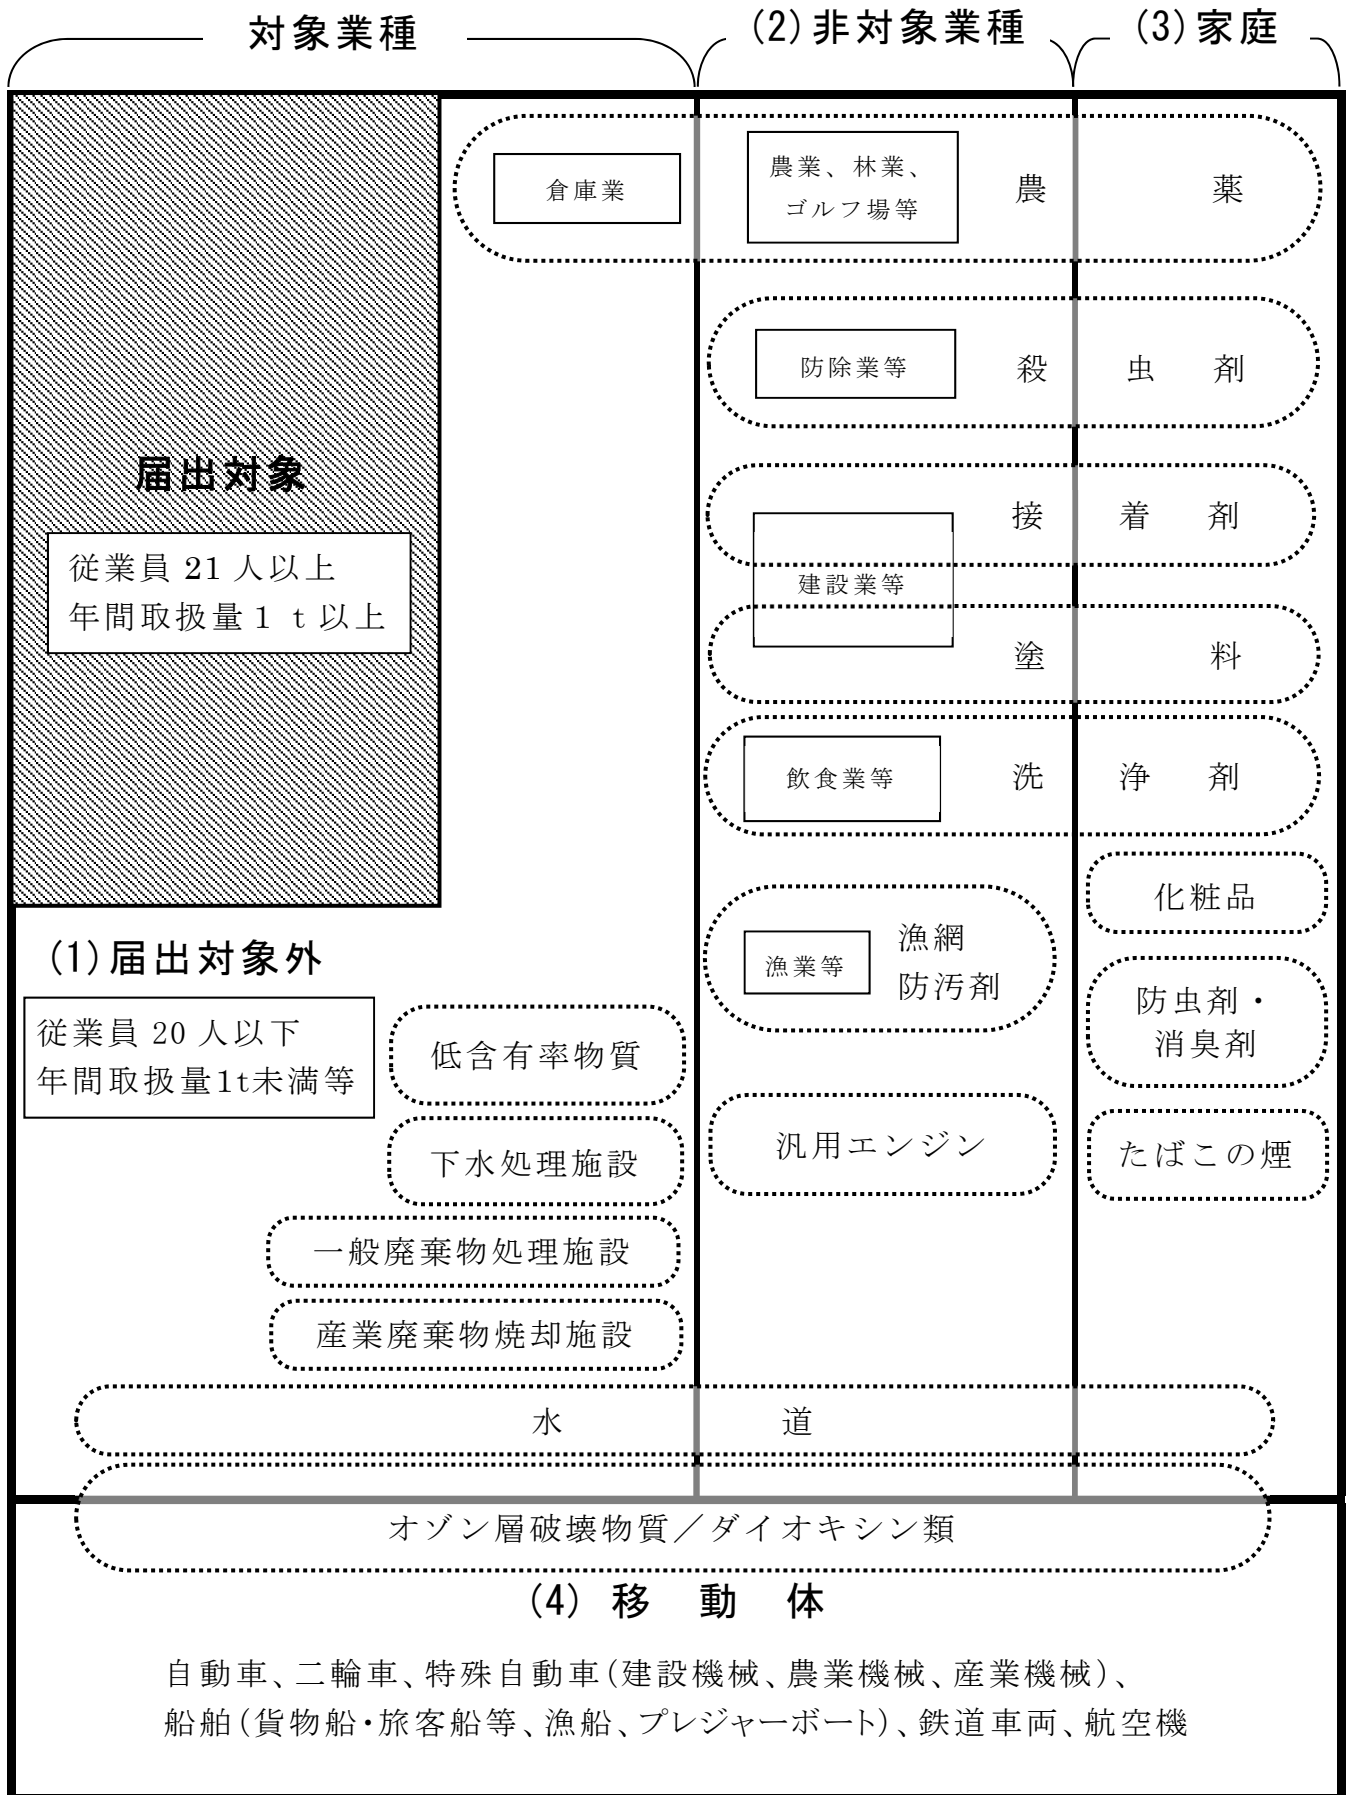 対象業種
(2)非対象業種
(3)家庭
倉庫業
農業、林業、
ゴルフ場等
農 薬
防除業等
殺 虫 剤
届出対象
従業員 21 人以上
年間取扱量 1 t 以上
接 着 剤
建設業等
塗 料
飲食業等
洗 浄 剤
化粧品
(1)届出対象外
従業員 20 人以下
年間取扱量1t未満等
漁業等
漁網
防汚剤
防虫剤・
消臭剤
低含有率物質
汎用エンジン
たばこの煙
下水処理施設
一般廃棄物処理施設
産業廃棄物焼却施設
水 道
オゾン層破壊物質／ダイオキシン類
(4) 移 動 体
自動車、二輪車、特殊自動車(建設機械、農業機械、産業機械)、
船舶(貨物船・旅客船等、漁船、プレジャーボート)、鉄道車両、航空機